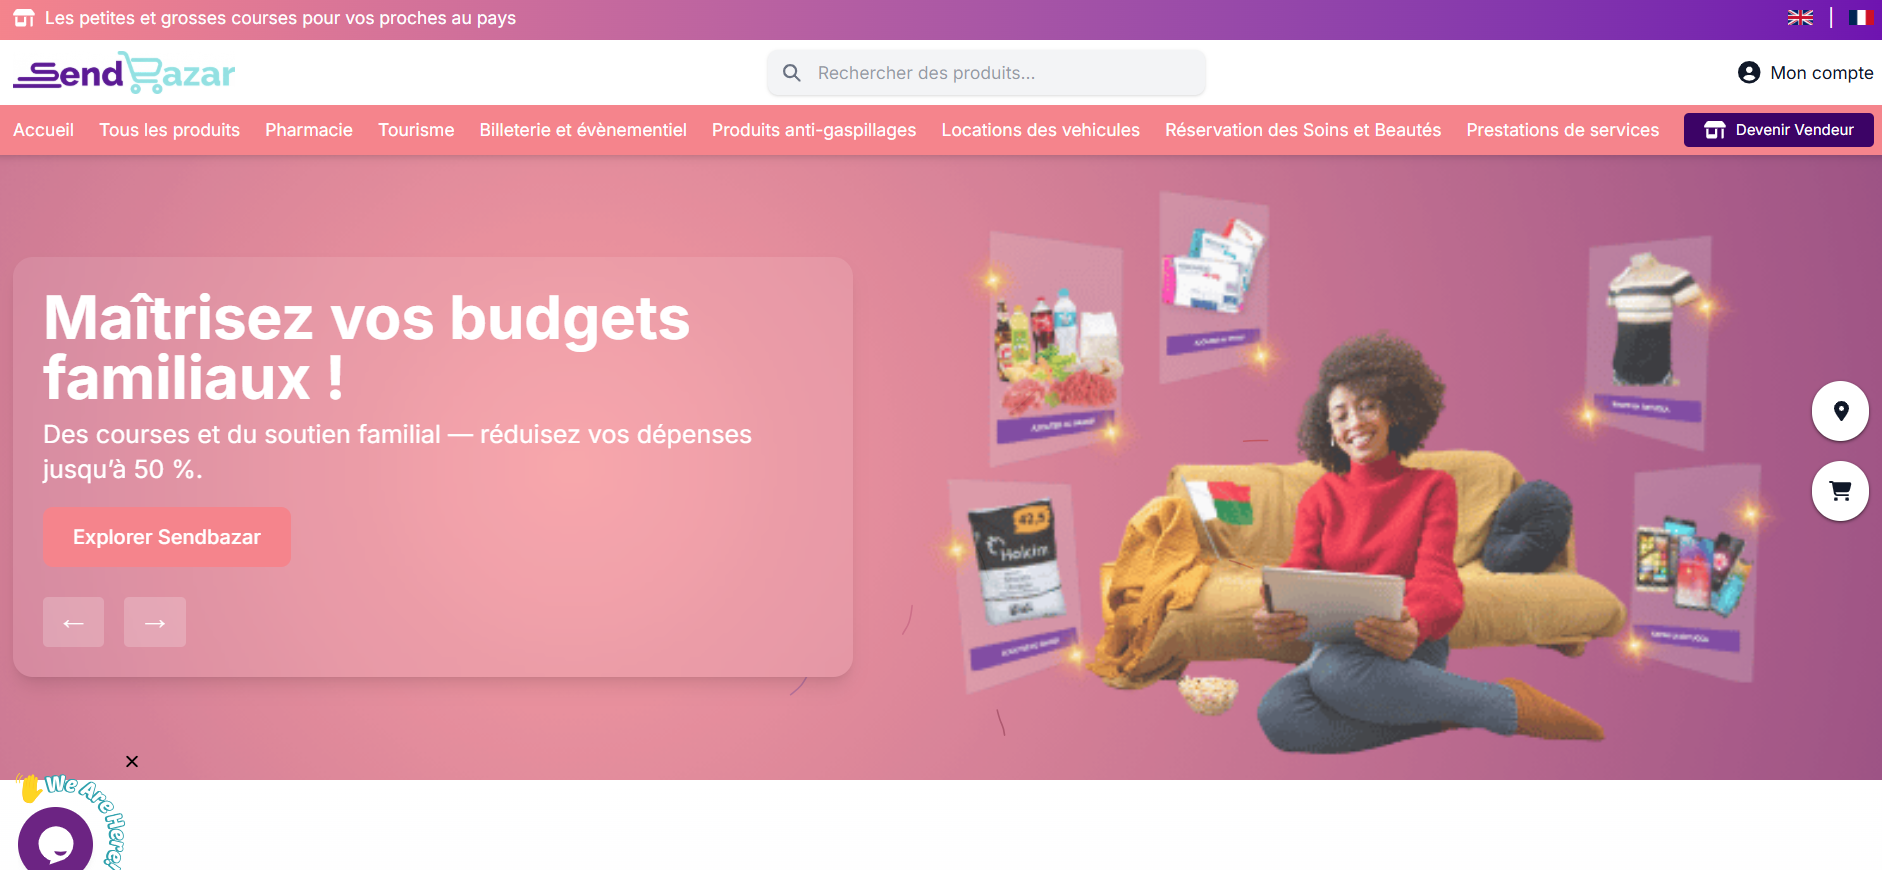 Les petites et grosses courses pour vos proches au pays
SendBazar
Rechercher des produits...
Mon compte
Accueil Tous les produits Pharmacie Tourisme Billeterie et évènementiel Produits anti-gaspillages Locations des vehicules Réservation des Soins et Beautés Prestations de services Devenir Vendeur
Maîtrisez vos budgets
familiaux !
Des courses et du soutien familial — réduisez vos dépenses
jusqu’à 50 %.
Explorer Sendbazar
← →
42,5
Hakim
We Are Here!